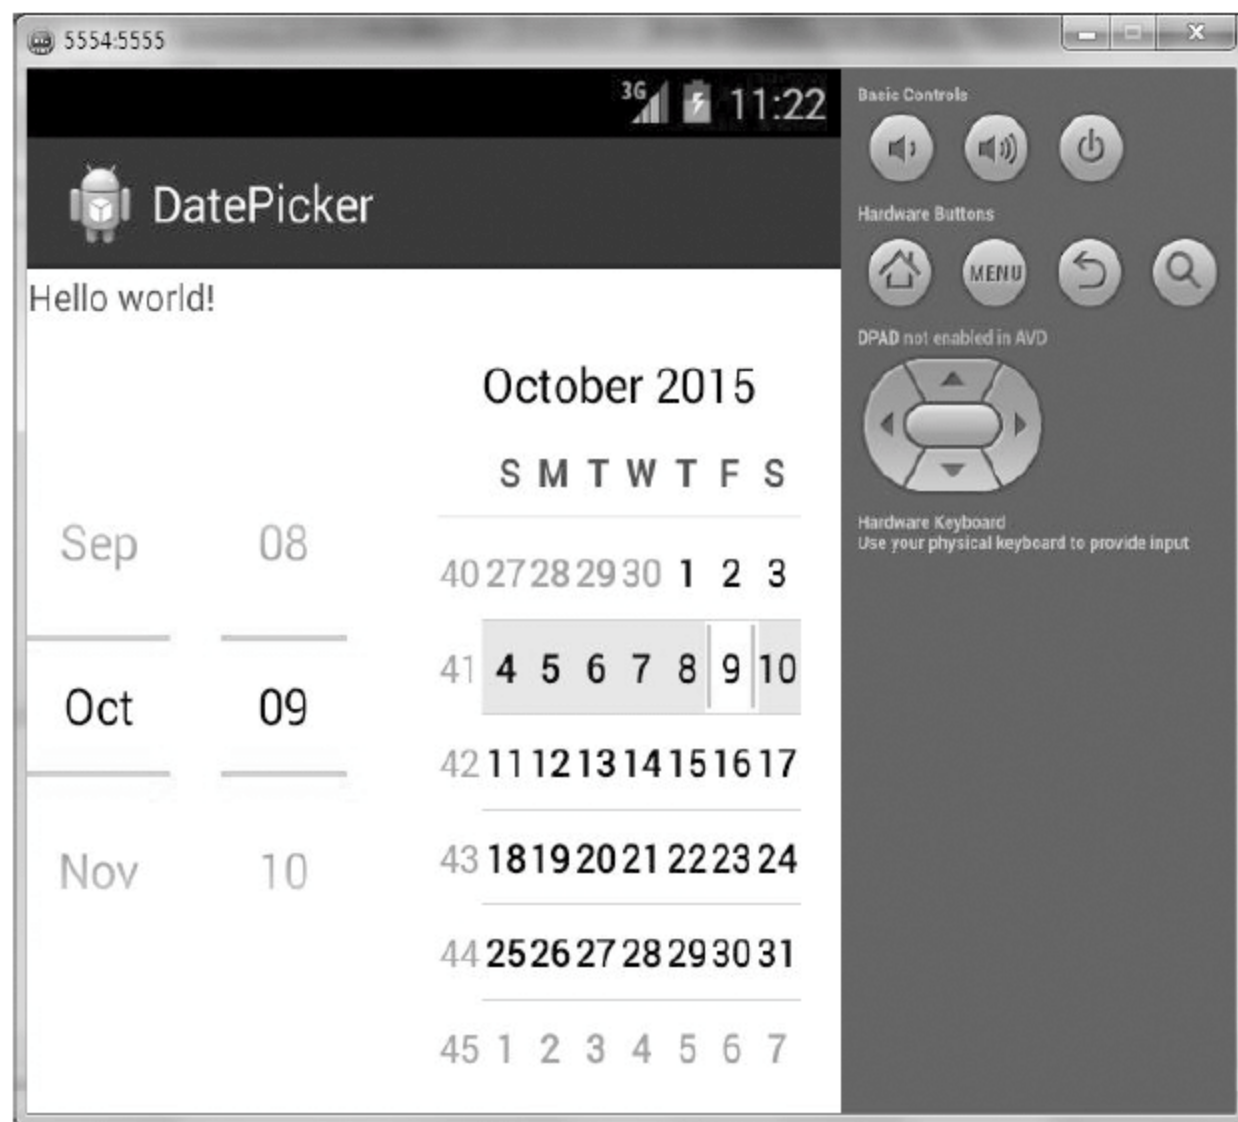 5554:5555
3G 11:22
DatePicker
Hello world!
Sep 08
Oct 09
Nov 10
October 2015
S M T W T F S
40 27 28 29 30 1 2 3
41 4 5 6 7 8 9 10
42 11 12 13 14 15 16 17
43 18 19 20 21 22 23 24
44 25 26 27 28 29 30 31
45 1 2 3 4 5 6 7
Basic Controls
Hardware Buttons
MENU
DPAD not enabled in AVD
Hardware Keyboard
Use your physical keyboard to provide input